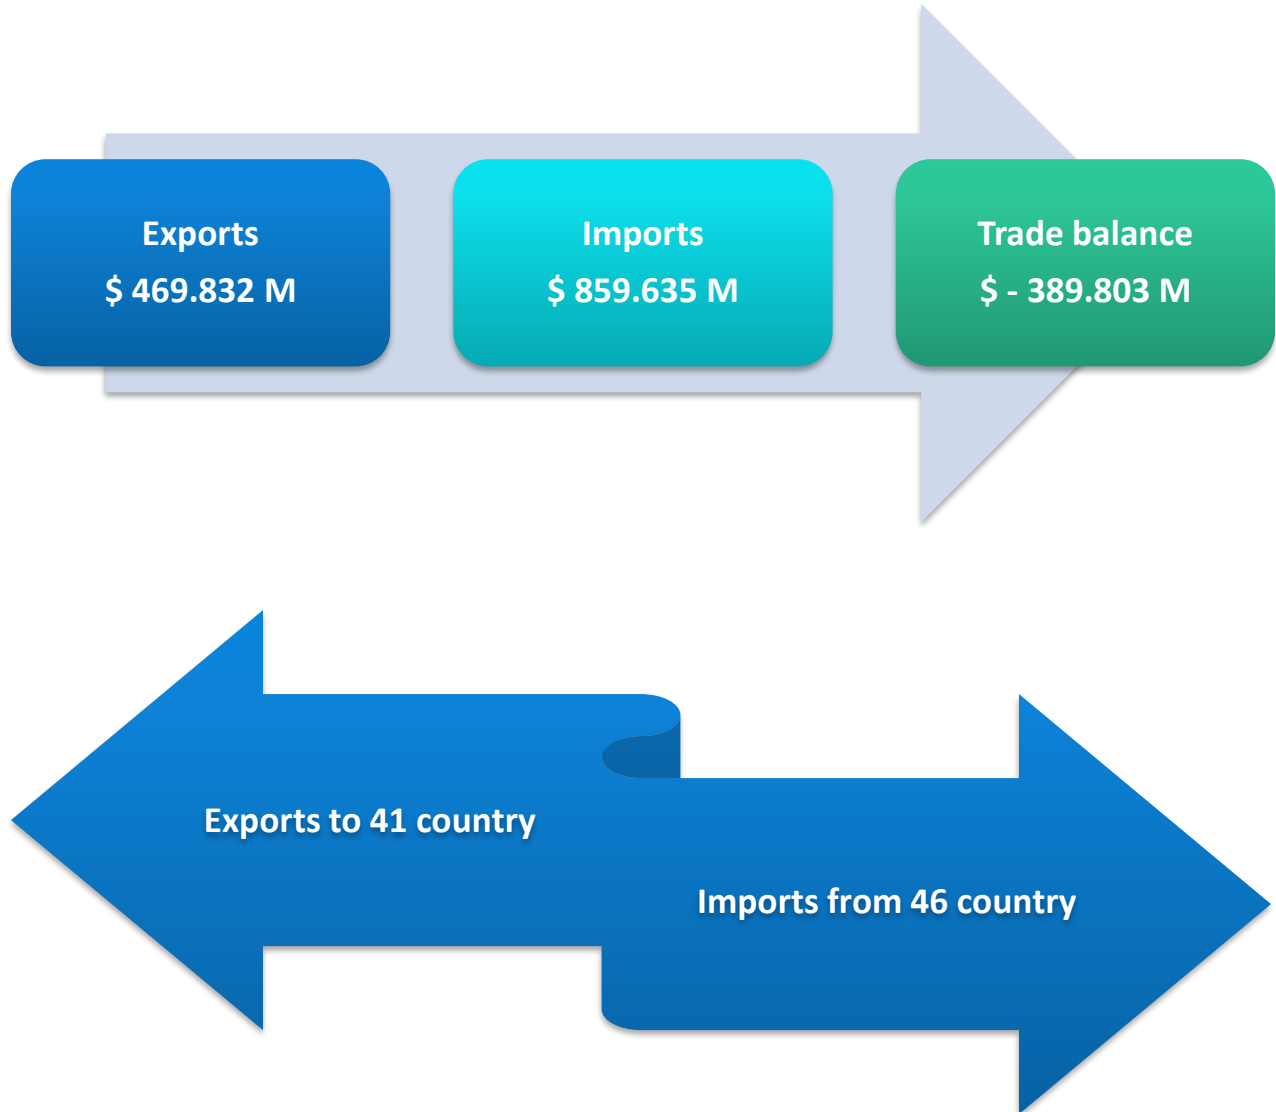 Exports
$ 469.832 M
Imports
$ 859.635 M
Trade balance
$ - 389.803 M
Exports to 41 country
Imports from 46 country